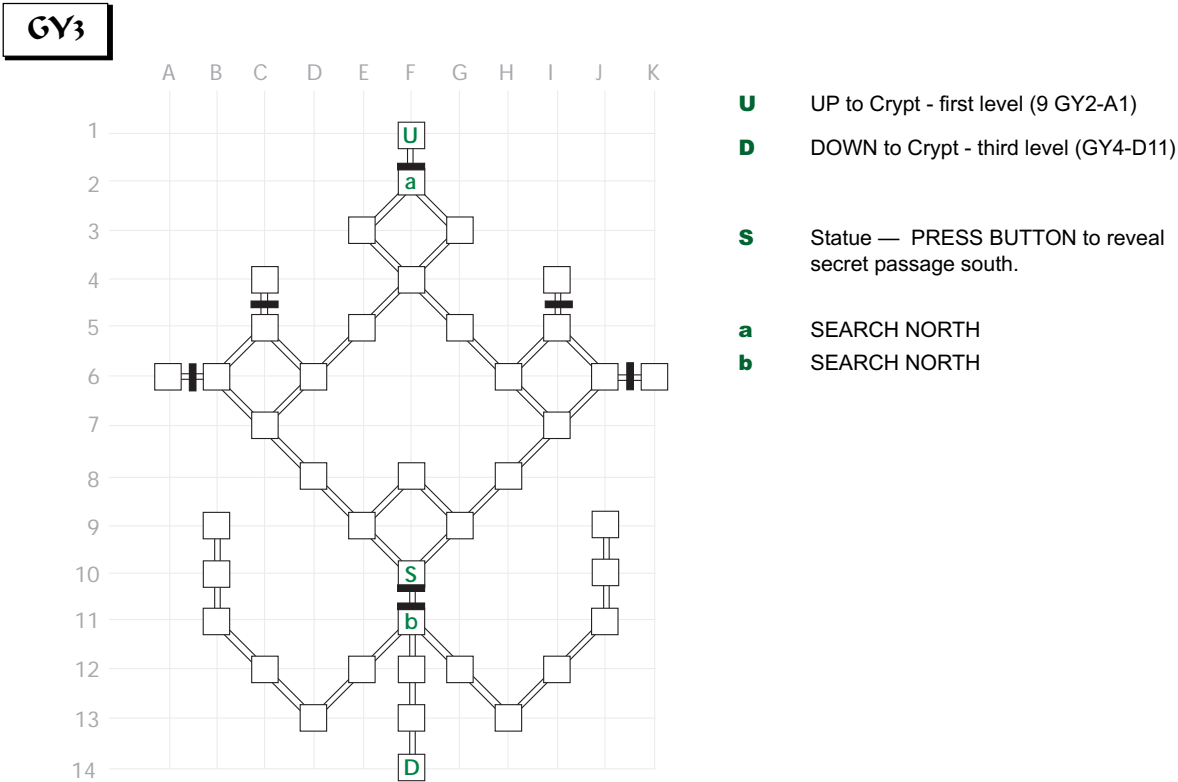 GY3
A B C D E F G H I J K
1
2
3
4
5
6
7
8
9
10
11
12
13
14
U
a
S
b
D
U UP to Crypt - first level (9 GY2-A1)
D DOWN to Crypt - third level (GY4-D11)
S Statue — PRESS BUTTON to reveal
secret passage south.
a SEARCH NORTH
b SEARCH NORTH